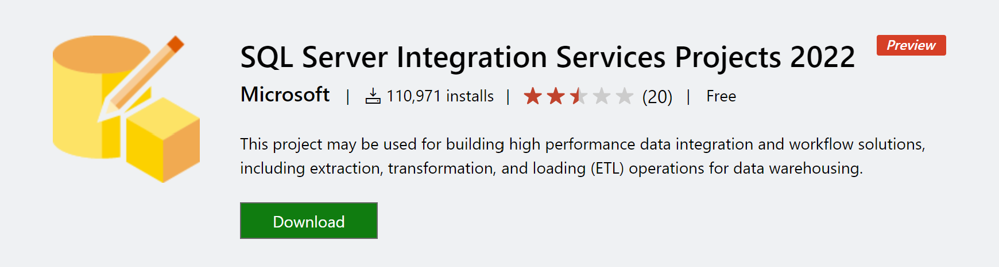 SQL Server Integration Services Projects 2022
Preview
Microsoft | 110,971 installs | (20) | Free
This project may be used for building high performance data integration and workflow solutions,
including extraction, transformation, and loading (ETL) operations for data warehousing.
Download